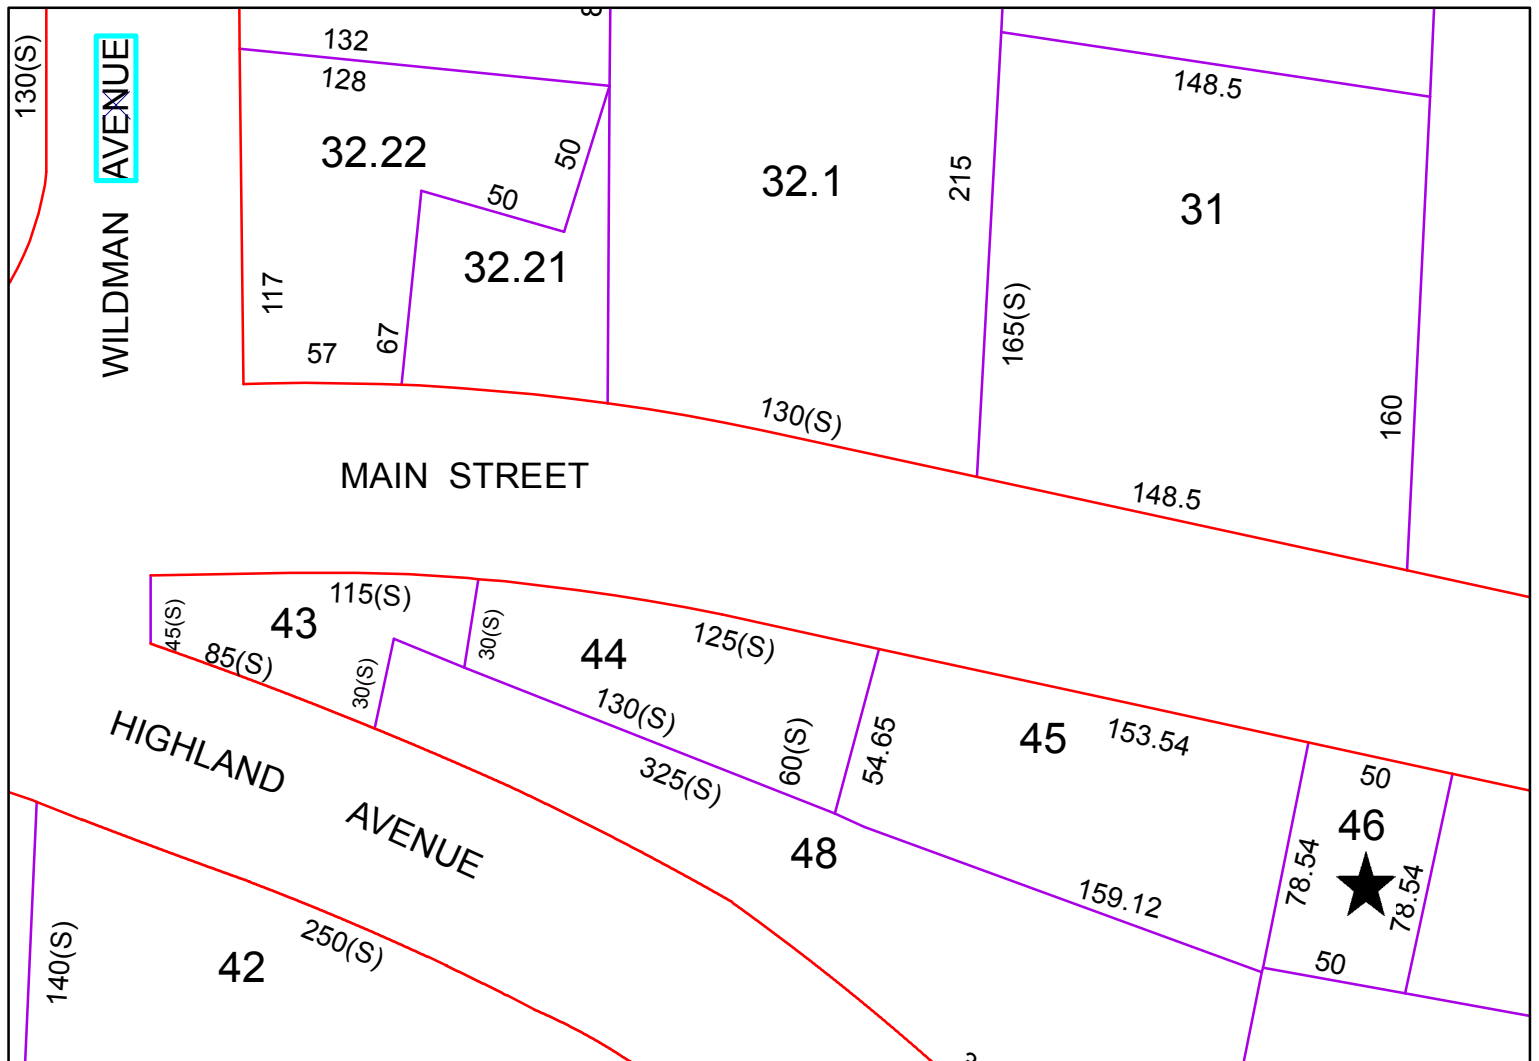 130(S)
WILDMAN AVENUE
132
128
32.22
50
50
32.21
117
57
67
32.1
215
165(S)
148.5
31
160
130(S)
148.5
MAIN STREET
115(S)
43
45(S)
85(S)
30(S)
30(S)
44
125(S)
130(S)
60(S)
54.65
325(S)
45
153.54
50
46
78.54
78.54
50
48
159.12
HIGHLAND AVENUE
140(S)
42
250(S)